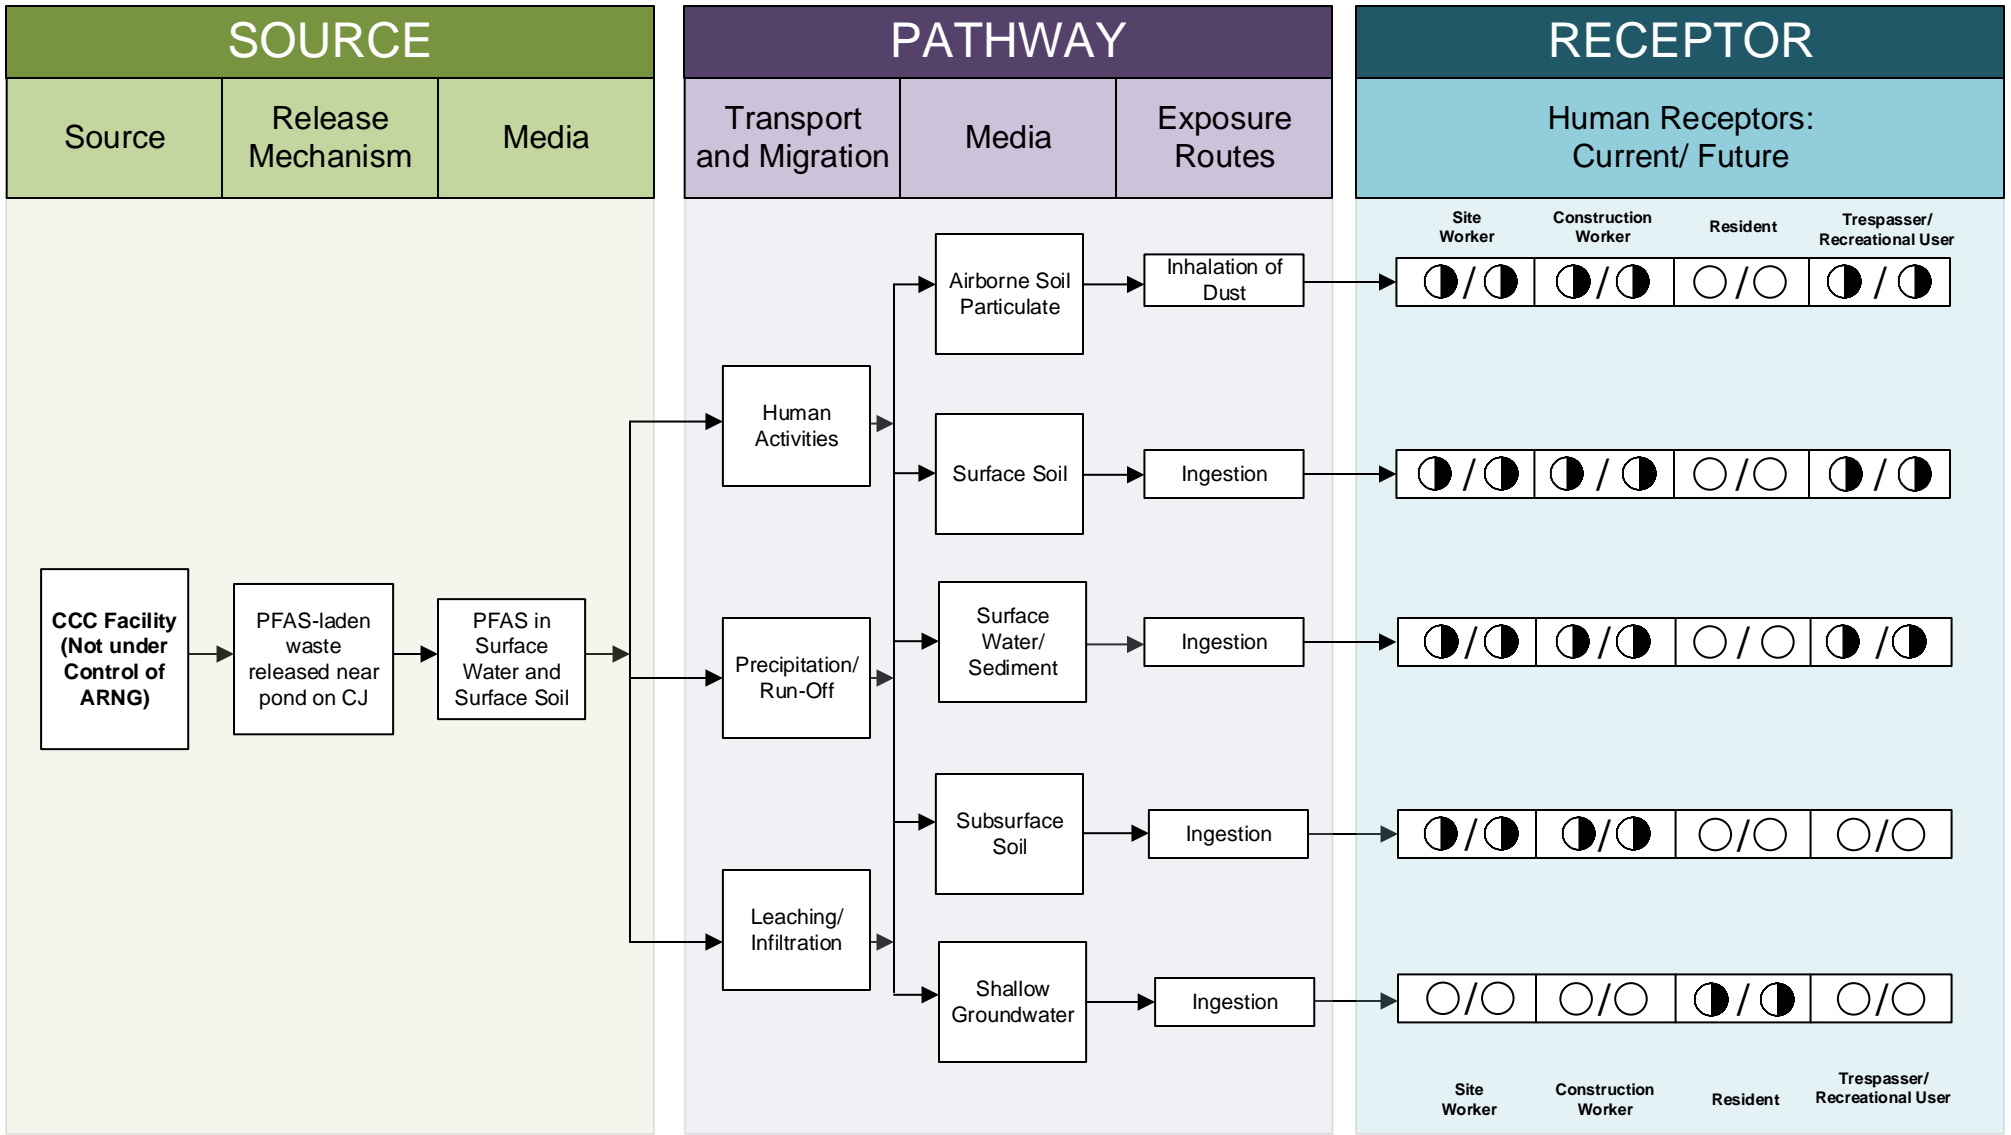 SOURCE
PATHWAY
RECEPTOR
Source
Release
Mechanism
Media
Transport
and Migration
Media
Exposure
Routes
Human Receptors:
Current/ Future
Site
Worker
Construction
Worker
Resident
Trespasser/
Recreational User
CCC Facility
(Not under
Control of
ARNG)
PFAS-laden
waste
released near
pond on CJ
PFAS in
Surface
Water and
Surface Soil
Human
Activities
Precipitation/
Run-Off
Leaching/
Infiltration
Airborne Soil
Particulate
Inhalation of
Dust
/ / / /
Surface Soil
Ingestion
/ / / /
Surface
Water/
Sediment
Ingestion
/ / / /
Subsurface
Soil
Ingestion
/ / / /
Shallow
Groundwater
Ingestion
/ / / /
Site
Worker
Construction
Worker
Resident
Trespasser/
Recreational User